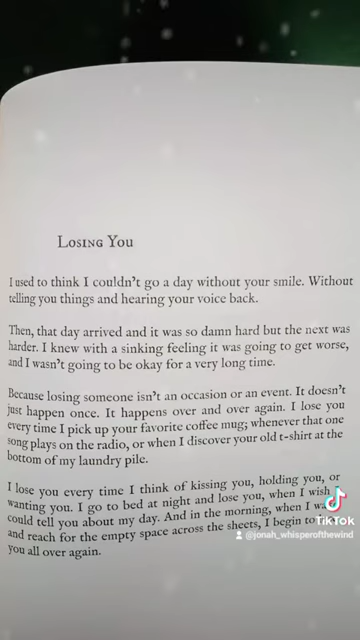 Losing You
I used to think I couldn't go a day without your smile. Without
telling you things and hearing your voice back.
Then, that day arrived and it was so damn hard but the next was
harder. I knew with a sinking feeling it was going to get worse,
and I wasn't going to be okay for a very long time.
Because losing someone isn't an occasion or an event. It doesn't
just happen once. It happens over and over again. I lose you
every time I pick up your favorite coffee mug; whenever that one
song plays on the radio, or when I discover your old t-shirt at the
bottom of my laundry pile.
I lose you every time I think of kissing you, holding you, or
wanting you. I go to bed at night and lose you, when I wish I
could tell you about my day. And in the morning, when I
and reach for the empty space across the sheets, I begin to
you all over again.
TikTok
@jonah_whisperofthewind